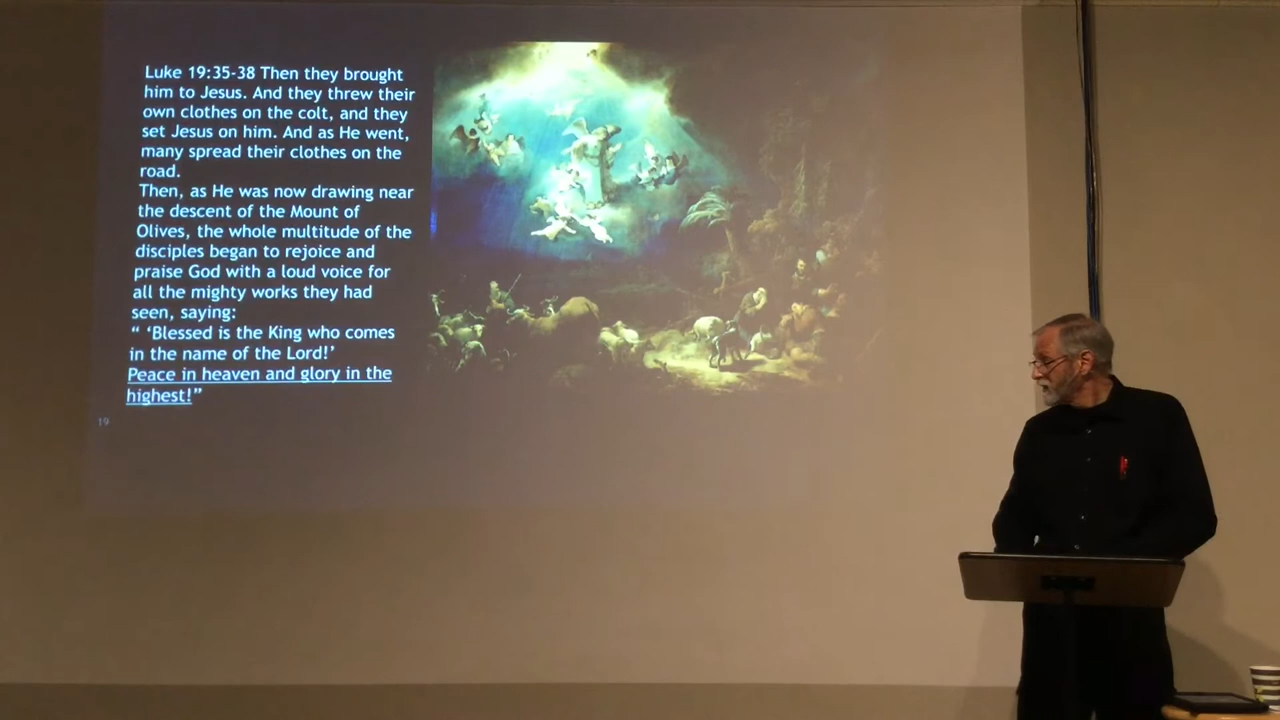 Luke 19:35-38 Then they brought
him to Jesus. And they threw their
own clothes on the colt, and they
set Jesus on him. And as He went,
many spread their clothes on the
road.
Then, as He was now drawing near
the descent of the Mount of
Olives, the whole multitude of the
disciples began to rejoice and
praise God with a loud voice for
all the mighty works they had
seen, saying:
“ ‘Blessed is the King who comes
in the name of the Lord!’
Peace in heaven and glory in the
highest!”
19